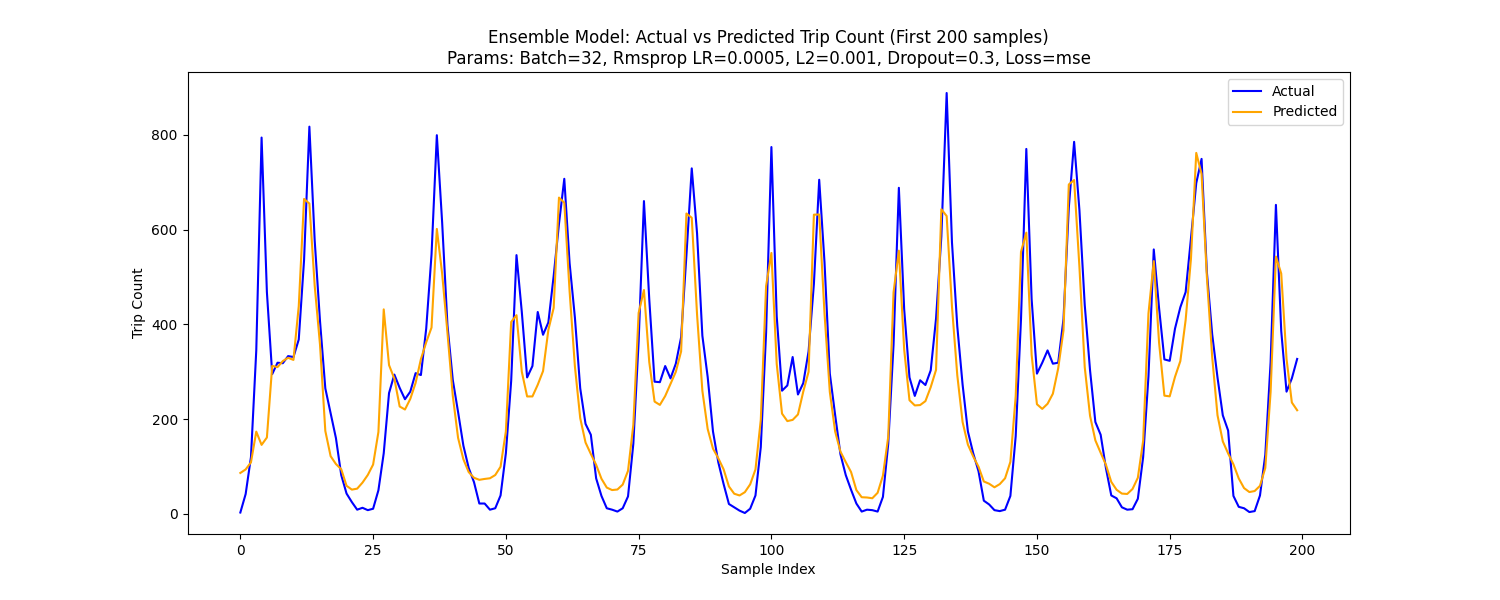 Ensemble Model: Actual vs Predicted Trip Count (First 200 samples)
Params: Batch=32, Rmsprop LR=0.0005, L2=0.001, Dropout=0.3, Loss=mse
Actual
Predicted
Trip Count
800
600
400
200
0
0 25 50 75 100 125 150 175 200
Sample Index